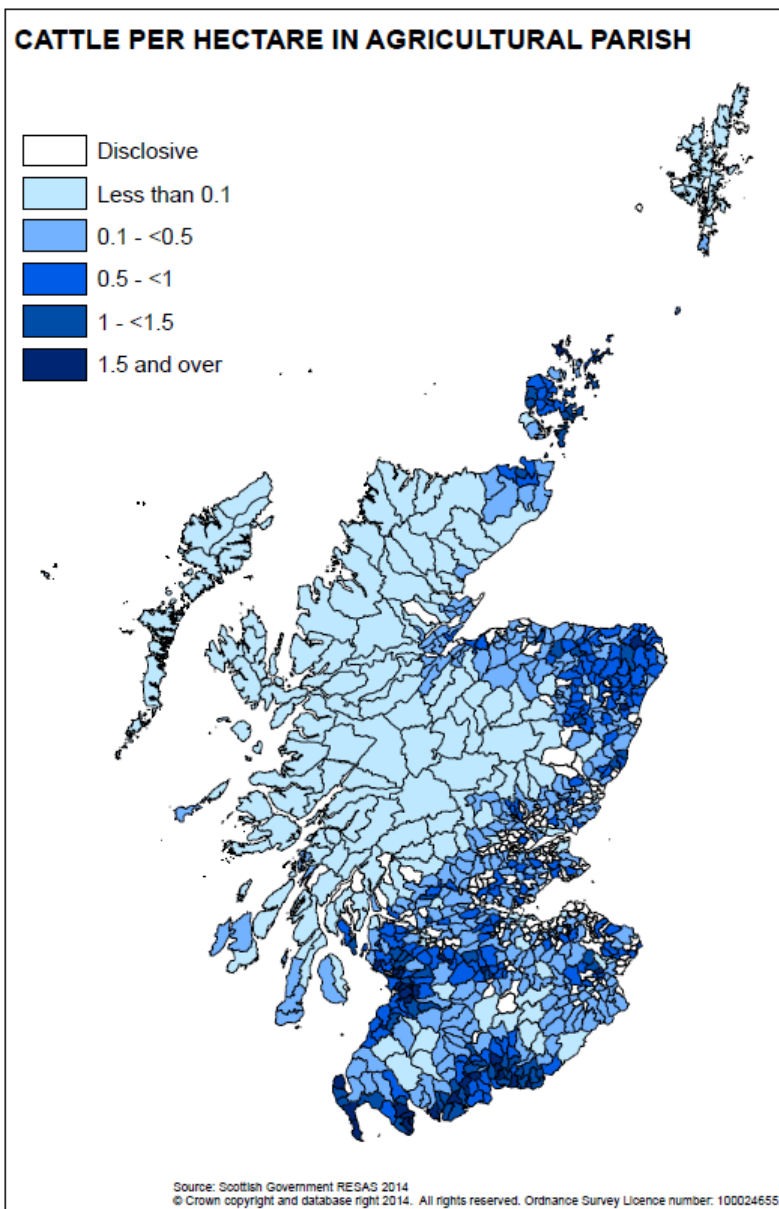 CATTLE PER HECTARE IN AGRICULTURAL PARISH
Disclosive
Less than 0.1
0.1 - <0.5
0.5 - <1
1 - <1.5
1.5 and over
Source: Scottish Government RESAS 2014
© Crown copyright and database right 2014. All rights reserved. Ordnance Survey Licence number: 100024655